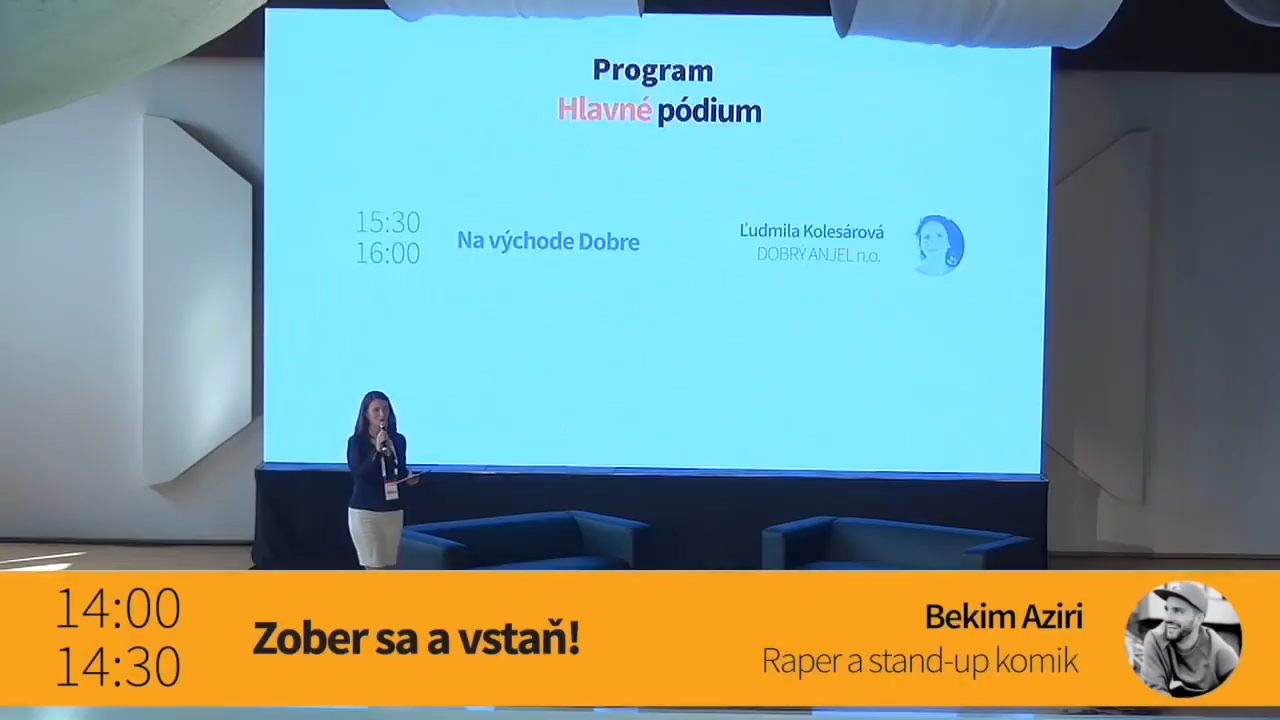 Program
Hlavné pódium
15:30
16:00
Na východe Dobre
Ľudmila Kolesárová
DOBRÝ ANJEL n.o.
14:00
14:30
Zober sa a vstaň!
Bekim Aziri
Raper a stand-up komik